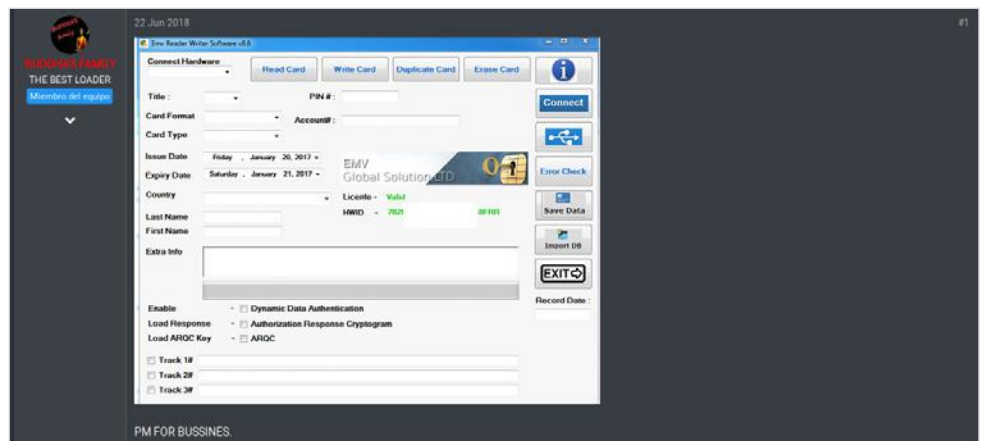 22 Jun 2018
#1
BUDDHA'S FAMILY
THE BEST LOADER
Miembro del equipo
Emv Reader Writer Software v8.6
Connect Hardware
Read Card
Write Card
Duplicate Card
Erase Card
Title :
PIN # :
Connect
Card Format
Account# :
Card Type
Issue Date
Friday , January 20, 2017
EMV
Global Solution LTD
Error Check
Expiry Date
Saturday , January 21, 2017
Country
Licente - Valid
HWID -
Save Data
Last Name
First Name
Import DB
Extra Info
EXIT
Record Date :
Enable - Dynamic Data Authentication
Load Response - Authorization Response Cryptogram
Load ARQC Key - ARQC
Track 1#
Track 2#
Track 3#
PM FOR BUSSINES.